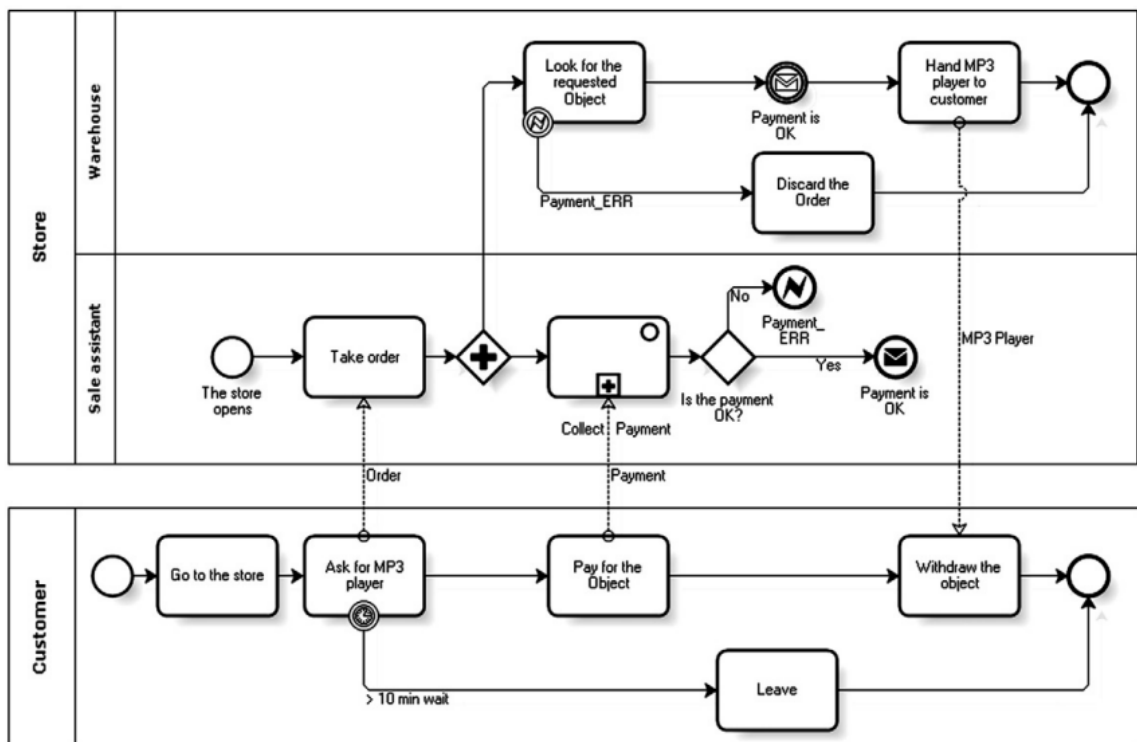 Store
Warehouse
Look for the
requested
Object
Payment is
OK
Hand MP3
player to
customer
Payment_ERR
Discard the
Order
Sale assistant
The store
opens
Take order
Collect Payment
Is the payment
OK?
No
Payment_
ERR
Yes
Payment is
OK
MP3 Player
Order
Payment
Customer
Go to the store
Ask for MP3
player
> 10 min wait
Pay for the
Object
Leave
Withdraw the
object